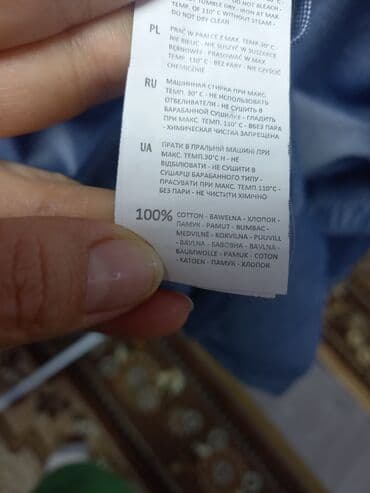 TUMBLE DRY - IRON AT MAX.
TEMP. OF 110°C WITHOUT STEAM -
DO NOT DRY CLEAN
PL PRAĆ W PRALCE Z MAX. TEMP.30°C -
NIE BIELIĆ - NIE SUSZYĆ W SUSZARCE
BĘBNOWEJ - PRASOWAĆ W MAX
TEMP. 110°C - BEZ PARY - NIE CZYŚCIĆ
CHEMICZNIE
RU МАШИННАЯ СТИРКА ПРИ МАКС.
ТЕМП. 30°С - НЕ ИСПОЛЬЗОВАТЬ
ОТБЕЛИВАТЕЛИ - НЕ СУШИТЬ В
БАРАБАННОЙ СУШИЛКЕ - ГЛАДИТЬ
ПРИ МАКС. ТЕМП. 110°С - БЕЗ ПАРА
- ХИМИЧЕСКАЯ ЧИСТКА ЗАПРЕЩЕНА
UA ПРАТИ В ПРАЛЬНІЙ МАШИНІ ПРИ
МАКС. ТЕМП.30°С Н - НЕ
ВІДБІЛЮВАТИ - НЕ СУШИТИ В
СУШАРЦІ БАРАБАННОГО ТИПУ -
ПРАСУВАТИ ПРИ МАКС. ТЕМП.110°С -
БЕЗ ПАРИ - НЕ ЧИСТИТИ ХІМІЧНО
100% COTTON - BAWEŁNA - ХЛОПОК -
ПАМУК - PAMUT - BUMBAC -
MEDVILNĖ - KOKVILNA - PUUVILL
- BAVLNA - БАВОВНА - BAVLNA -
BAUMWOLLE - PAMUK - COTON -
KATOEN - ПАМУК - ХЛОПОК